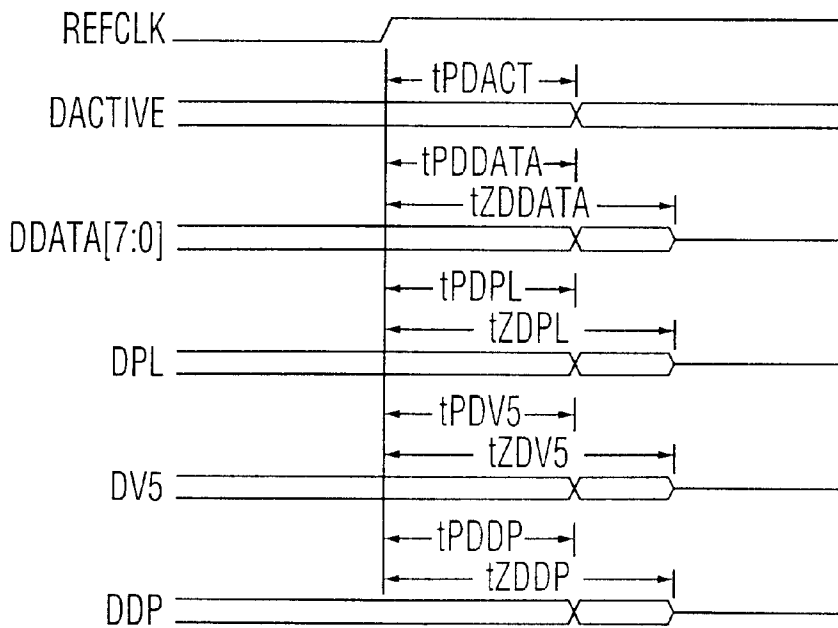 REFCLK
tPDACT
DACTIVE
tPDDATA
tZDDATA
DDATA[7:0]
tPDPL
tZDPL
DPL
tPDV5
tZDV5
DV5
tPDDP
tZDDP
DDP